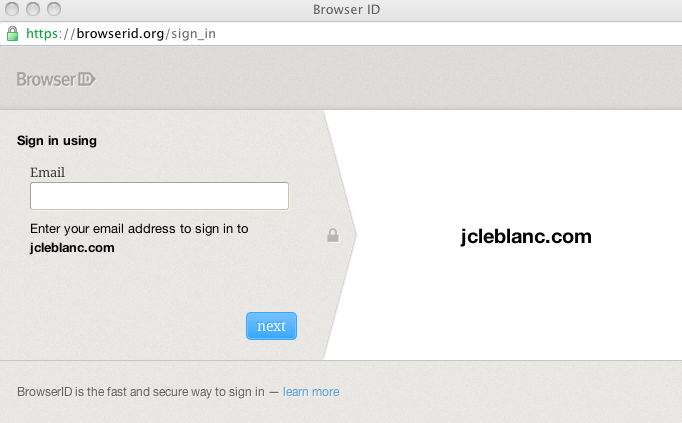 Browser ID
https://browserid.org/sign_in
BrowserID
Sign in using
Email
Enter your email address to sign in to
jcleblanc.com
next
jcleblanc.com
BrowserID is the fast and secure way to sign in — learn more